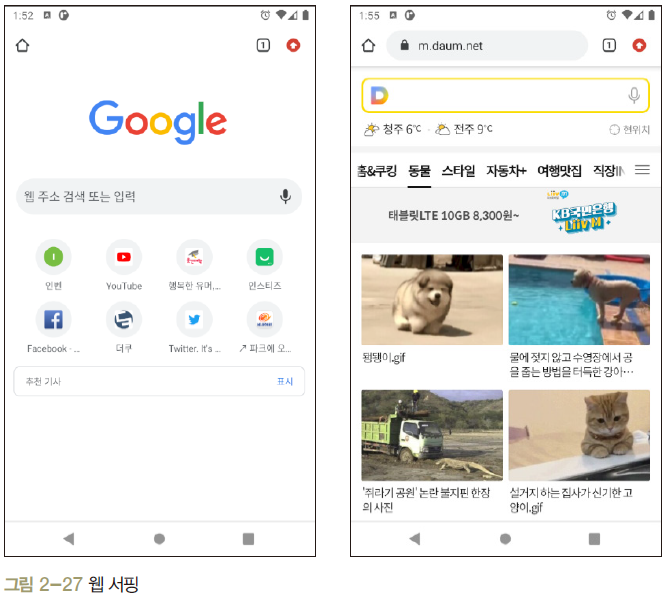 1:52
1
Google
웹 주소 검색 또는 입력
인벤
YouTube
행복한 유머,...
인스티즈
Facebook · ...
더쿠
Twitter. It's ...
↗ 파크에 오...
추천 기사
표시
1:55
m.daum.net
1
청주 6℃ · 전주 9℃
현위치
홈&쿠킹 동물 스타일 자동차+ 여행맛집 직장IN
태블릿LTE 10GB 8,300원~
KB국민은행
Liiv M
욍댕이.gif
물에 젖지 않고 수영장에서 공
을 줍는 방법을 터득한 강아…
'쥐라기 공원' 논란 불지핀 한장
의 사진
설거지 하는 집사가 신기한 고
양이.gif
그림 2-27 웹 서핑